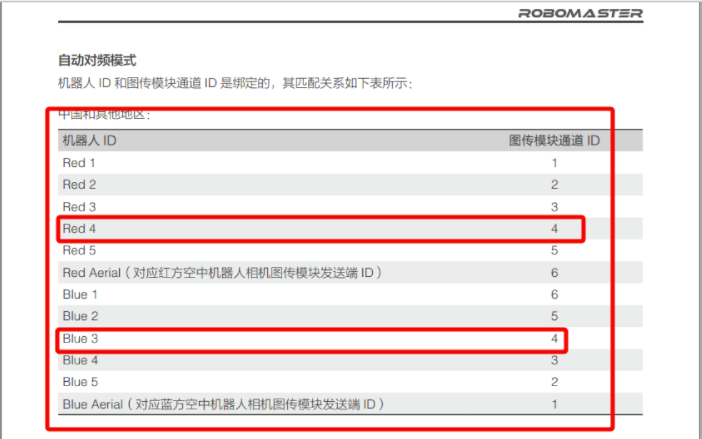 ROBOMASTER
自动对频模式
机器人 ID 和图传模块通道 ID 是绑定的，其匹配关系如下表所示：
中国和其他地区：
机器人 ID 图传模块通道 ID
Red 1 1
Red 2 2
Red 3 3
Red 4 4
Red 5 5
Red Aerial（对应红方空中机器人相机图传模块发送端 ID） 6
Blue 1 6
Blue 2 5
Blue 3 4
Blue 4 3
Blue 5 2
Blue Aerial（对应蓝方空中机器人相机图传模块发送端 ID） 1